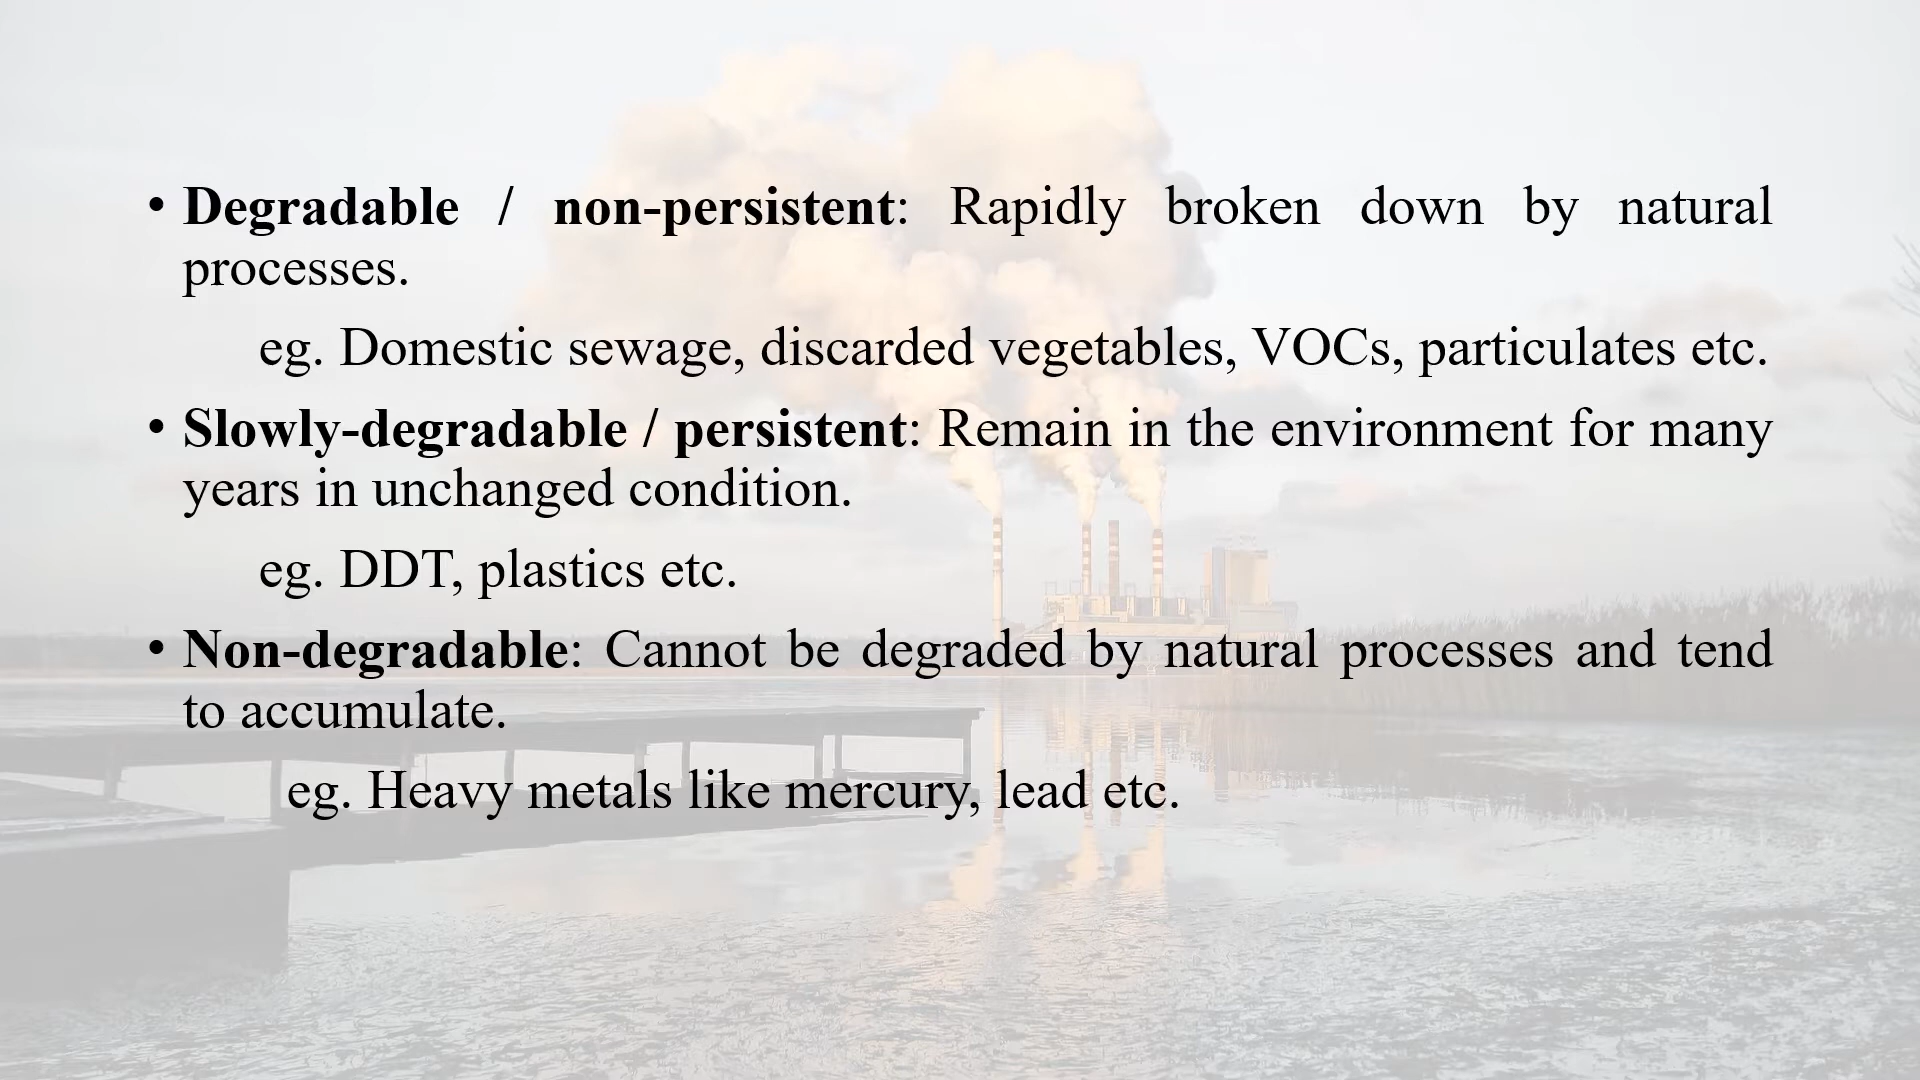 • Degradable / non-persistent: Rapidly broken down by natural
processes.
eg. Domestic sewage, discarded vegetables, VOCs, particulates etc.
• Slowly-degradable / persistent: Remain in the environment for many
years in unchanged condition.
eg. DDT, plastics etc.
• Non-degradable: Cannot be degraded by natural processes and tend
to accumulate.
eg. Heavy metals like mercury, lead etc.